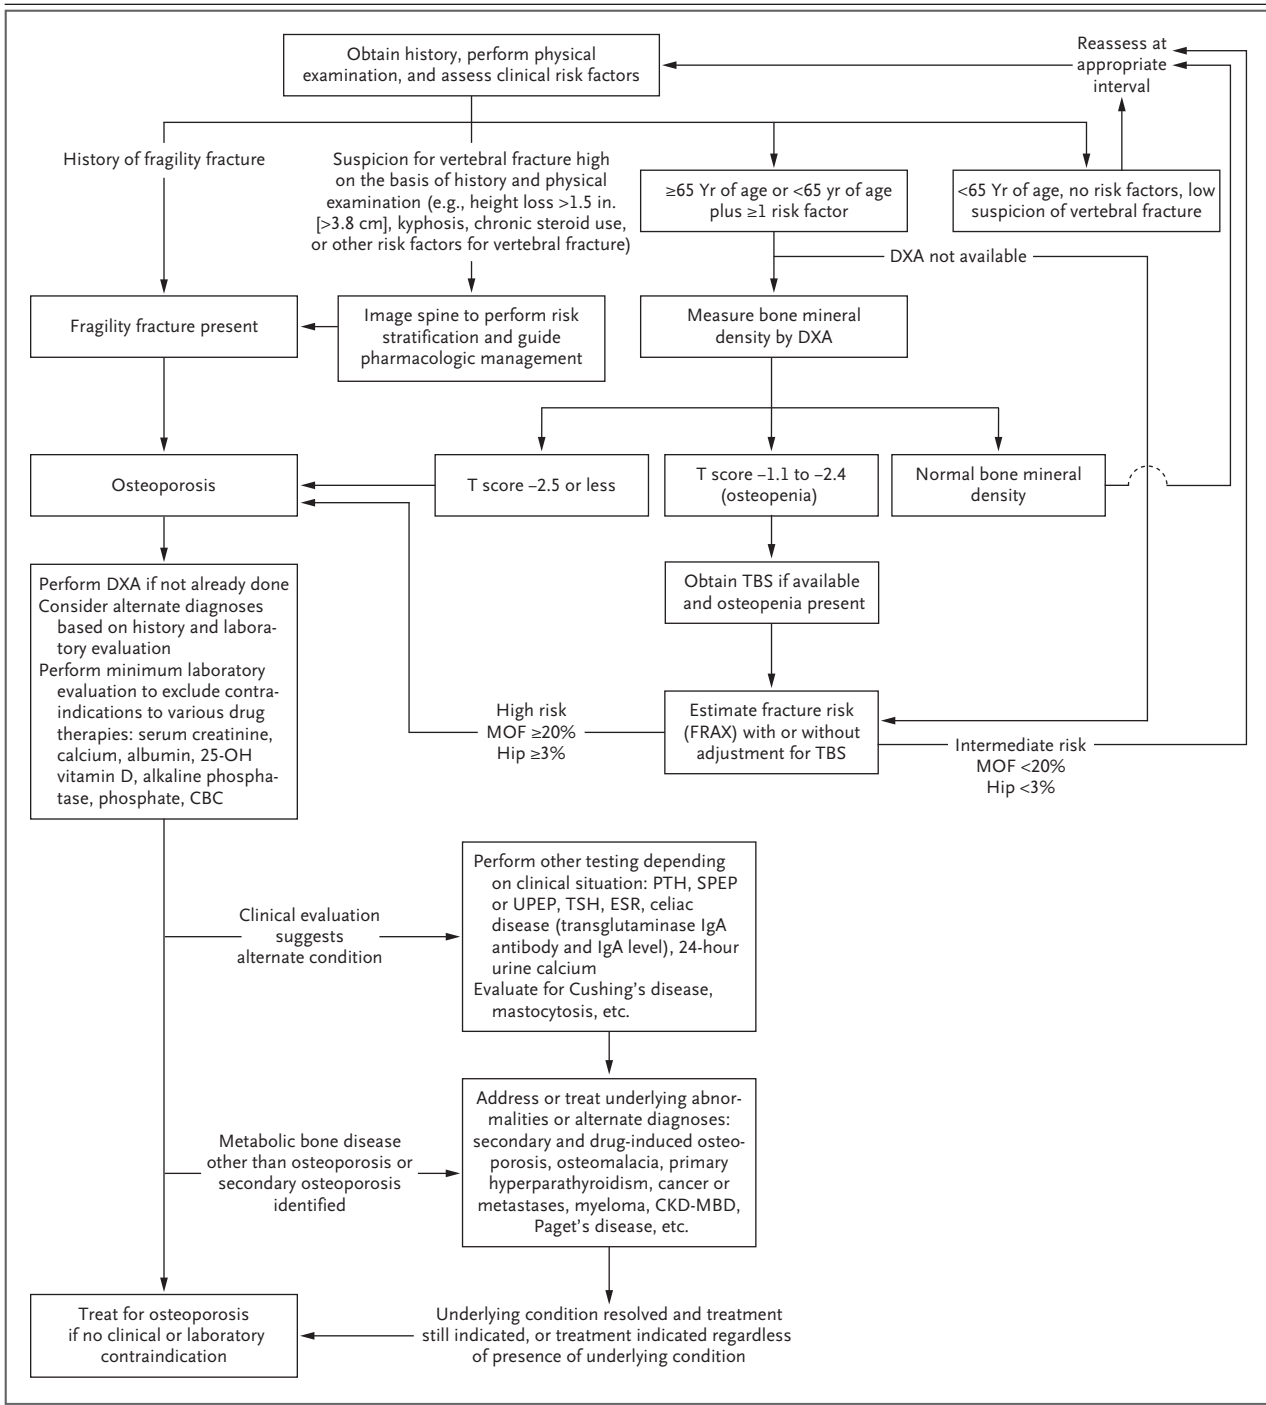 Obtain history, perform physical
examination, and assess clinical risk factors
Reassess at
appropriate
interval
History of fragility fracture
Suspicion for vertebral fracture high
on the basis of history and physical
examination (e.g., height loss >1.5 in.
[>3.8 cm], kyphosis, chronic steroid use,
or other risk factors for vertebral fracture)
≥65 Yr of age or <65 yr of age
plus ≥1 risk factor
<65 Yr of age, no risk factors, low
suspicion of vertebral fracture
DXA not available
Fragility fracture present
Image spine to perform risk
stratification and guide
pharmacologic management
Measure bone mineral
density by DXA
Osteoporosis
T score –2.5 or less
T score –1.1 to –2.4
(osteopenia)
Normal bone mineral
density
Obtain TBS if available
and osteopenia present
Perform DXA if not already done
Consider alternate diagnoses
based on history and labora-
tory evaluation
Perform minimum laboratory
evaluation to exclude contra-
indications to various drug
therapies: serum creatinine,
calcium, albumin, 25-OH
vitamin D, alkaline phospha-
tase, phosphate, CBC
High risk
MOF ≥20%
Hip ≥3%
Estimate fracture risk
(FRAX) with or without
adjustment for TBS
Intermediate risk
MOF <20%
Hip <3%
Clinical evaluation
suggests
alternate condition
Perform other testing depending
on clinical situation: PTH, SPEP
or UPEP, TSH, ESR, celiac
disease (transglutaminase IgA
antibody and IgA level), 24-hour
urine calcium
Evaluate for Cushing's disease,
mastocytosis, etc.
Metabolic bone disease
other than osteoporosis or
secondary osteoporosis
identified
Address or treat underlying abnor-
malities or alternate diagnoses:
secondary and drug-induced osteo-
porosis, osteomalacia, primary
hyperparathyroidism, cancer or
metastases, myeloma, CKD-MBD,
Paget's disease, etc.
Treat for osteoporosis
if no clinical or laboratory
contraindication
Underlying condition resolved and treatment
still indicated, or treatment indicated regardless
of presence of underlying condition